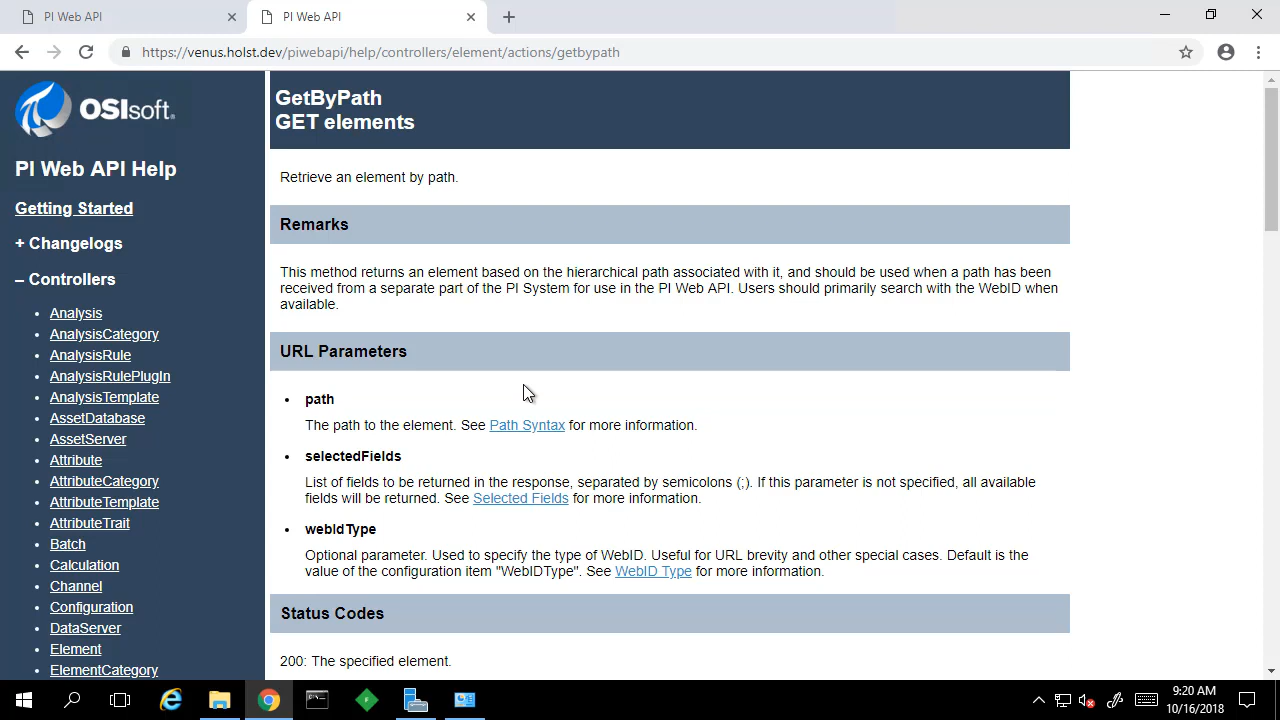 PI Web API
PI Web API
https://venus.holst.dev/piwebapi/help/controllers/element/actions/getbypath
OSIsoft.
PI Web API Help
Getting Started
+ Changelogs
– Controllers
• Analysis
• AnalysisCategory
• AnalysisRule
• AnalysisRulePlugIn
• AnalysisTemplate
• AssetDatabase
• AssetServer
• Attribute
• AttributeCategory
• AttributeTemplate
• AttributeTrait
• Batch
• Calculation
• Channel
• Configuration
• DataServer
• Element
• ElementCategory
GetByPath
GET elements
Retrieve an element by path.
Remarks
This method returns an element based on the hierarchical path associated with it, and should be used when a path has been
received from a separate part of the PI System for use in the PI Web API. Users should primarily search with the WebID when
available.
URL Parameters
• path
The path to the element. See Path Syntax for more information.
• selectedFields
List of fields to be returned in the response, separated by semicolons (;). If this parameter is not specified, all available
fields will be returned. See Selected Fields for more information.
• webIdType
Optional parameter. Used to specify the type of WebID. Useful for URL brevity and other special cases. Default is the
value of the configuration item "WebIDType". See WebID Type for more information.
Status Codes
200: The specified element.
9:20 AM
10/16/2018